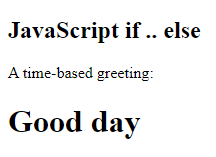 JavaScript if .. else
A time-based greeting:
Good day